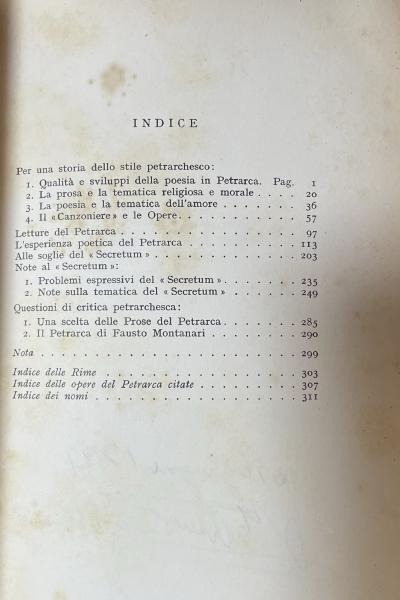 INDICE
Per una storia dello stile petrarchesco:
1. Qualità e sviluppi della poesia in Petrarca. Pag. 1
2. La prosa e la tematica religiosa e morale . . . . 20
3. La poesia e la tematica dell'amore . . . . . . . 36
4. Il «Canzoniere» e le Opere. . . . . . . . . . . 57
Letture del Petrarca . . . . . . . . . . . . . . . 97
L'esperienza poetica del Petrarca . . . . . . . . . 113
Alle soglie del «Secretum» . . . . . . . . . . . . 203
Note al «Secretum»:
1. Problemi espressivi del «Secretum» . . . . . . . 235
2. Note sulla tematica del «Secretum» . . . . . . . 249
Questioni di critica petrarchesca:
1. Una scelta delle Prose del Petrarca . . . . . . . 285
2. Il Petrarca di Fausto Montanari . . . . . . . . 290
Nota . . . . . . . . . . . . . . . . . . . . . . 299
Indice delle Rime . . . . . . . . . . . . . . . . 303
Indice delle opere del Petrarca citate . . . . . . . . 307
Indice dei nomi . . . . . . . . . . . . . . . . . 311